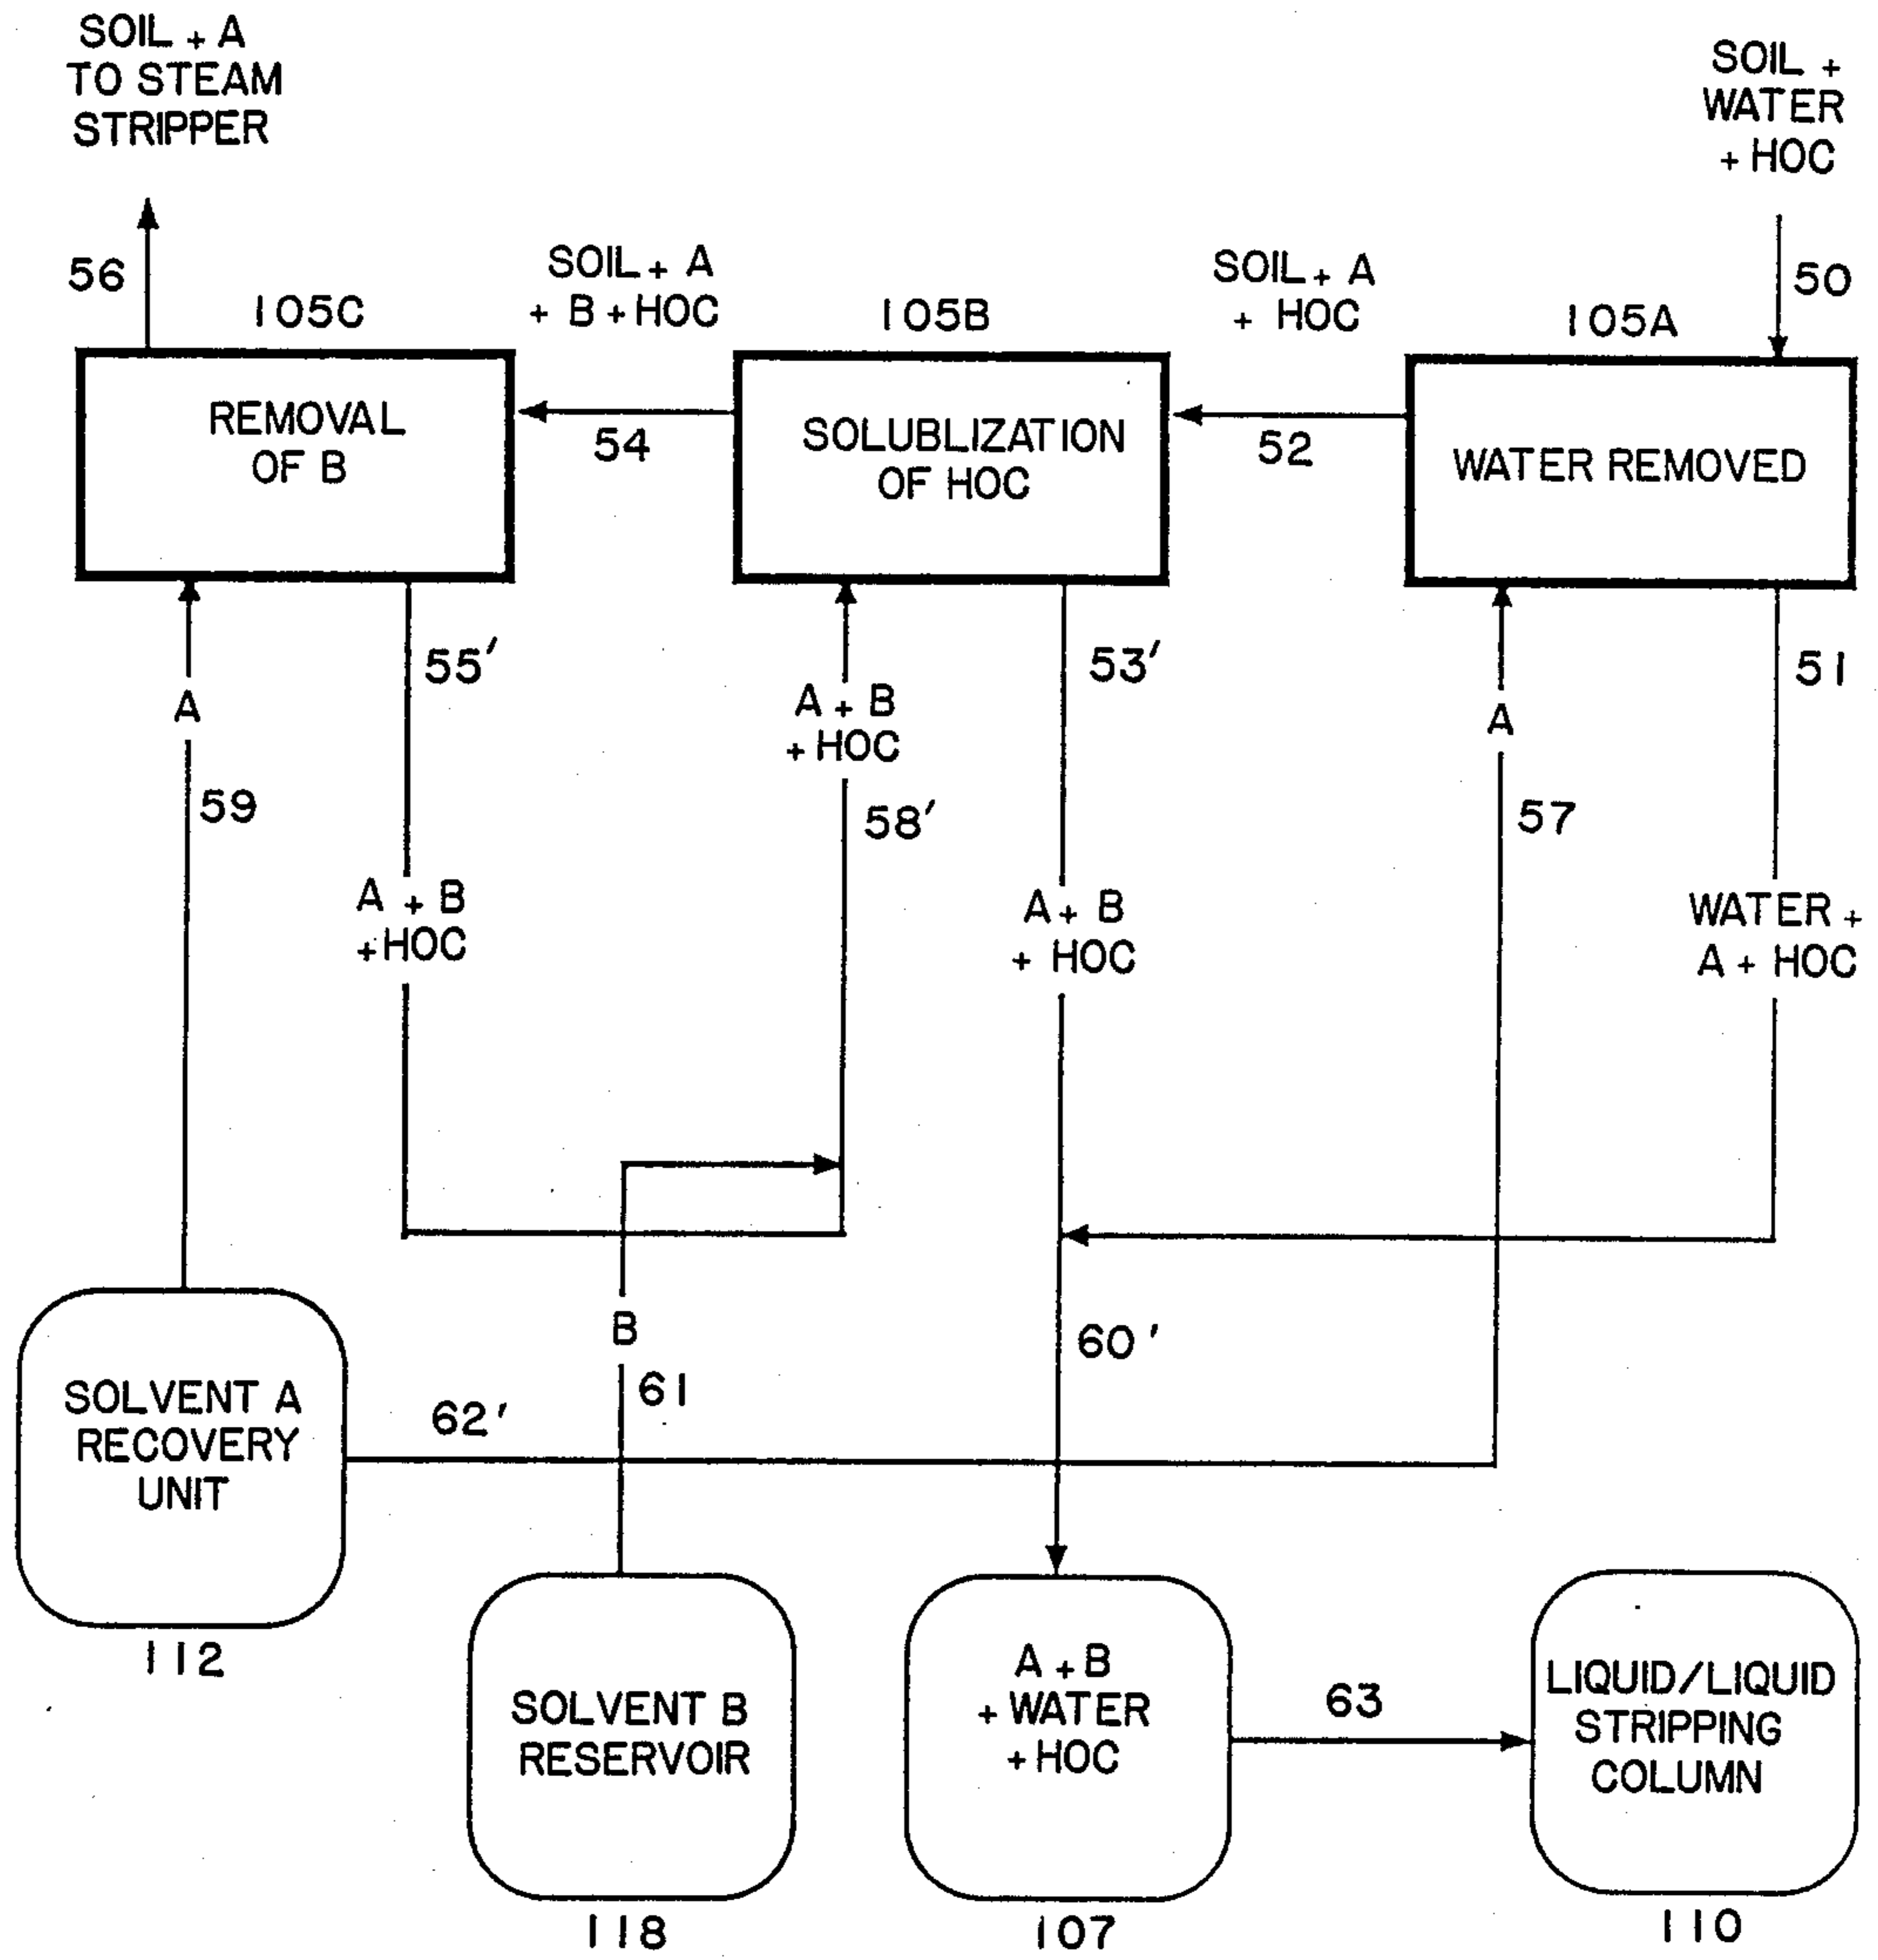 SOIL + A
TO STEAM
STRIPPER
SOIL +
WATER
+ HOC
56
105C
SOIL + A
+ B + HOC
105B
SOIL + A
+ HOC
105A
50
REMOVAL
OF B
54
SOLUBLIZATION
OF HOC
52
WATER REMOVED
A
59
55'
A + B
+ HOC
A + B
+ HOC
58'
53'
A + B
+ HOC
A
57
51
WATER +
A + HOC
B
61
60'
62'
SOLVENT A
RECOVERY
UNIT
112
SOLVENT B
RESERVOIR
118
A + B
+ WATER
+ HOC
107
63
LIQUID/LIQUID
STRIPPING
COLUMN
110